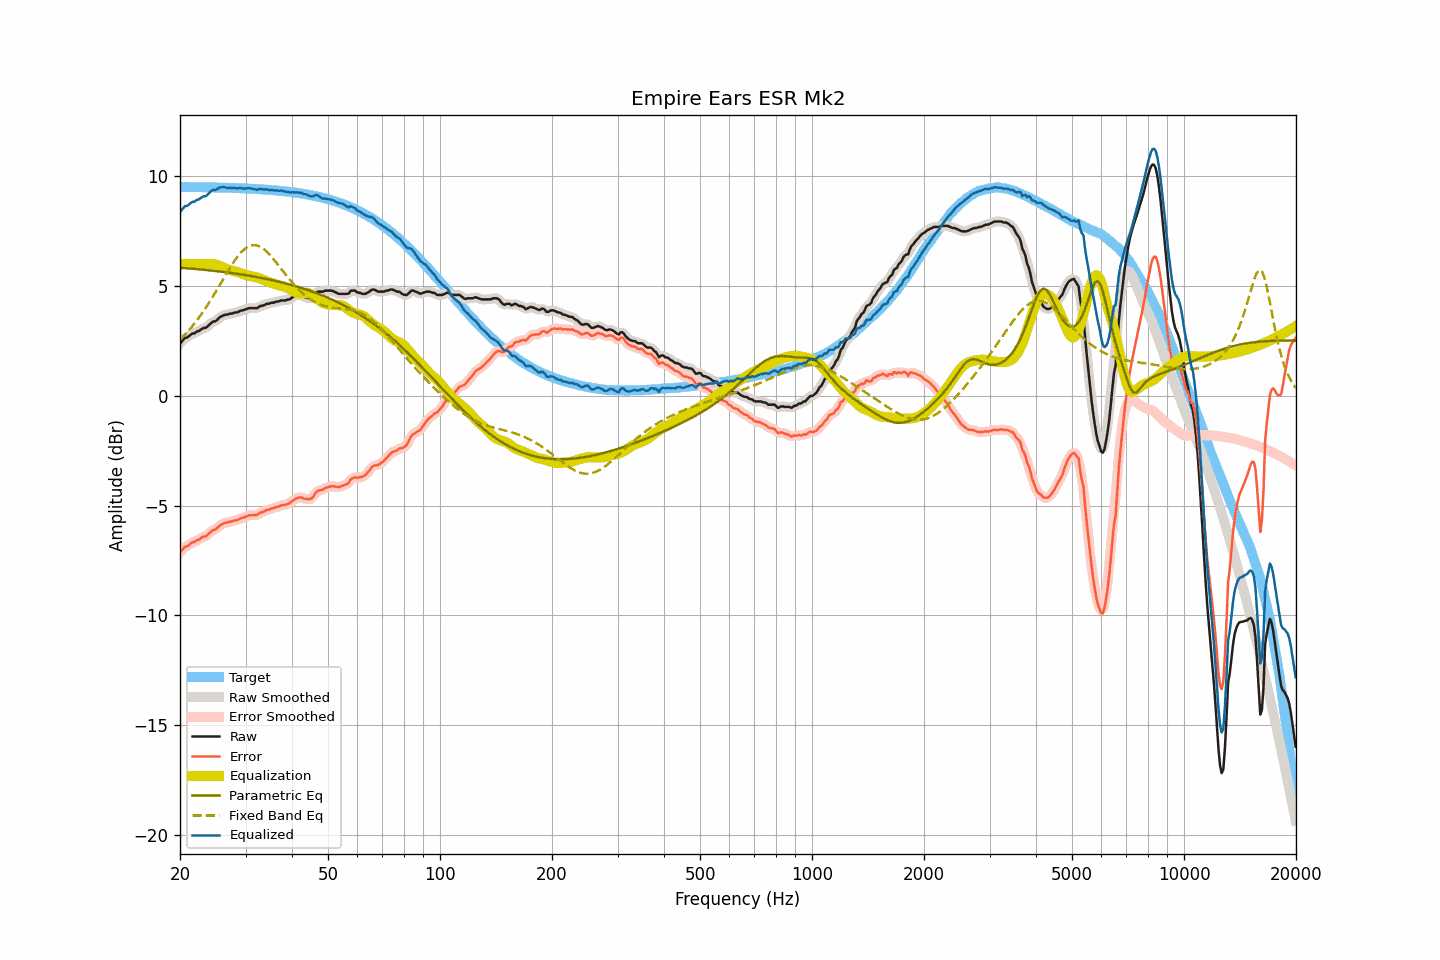 Empire Ears ESR Mk2
10
5
0
−5
−10
−15
−20
Amplitude (dBr)
Target
Raw Smoothed
Error Smoothed
Raw
Error
Equalization
Parametric Eq
Fixed Band Eq
Equalized
20 50 100 200 500 1000 2000 5000 10000 20000
Frequency (Hz)